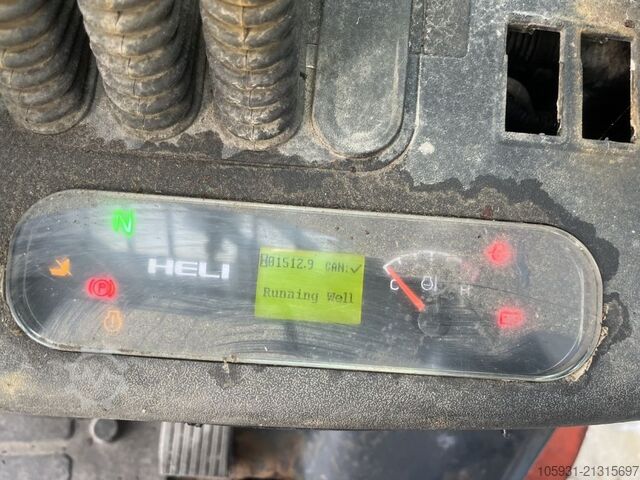 N
HELI
H01512.9 CAN:✓
Running Well
C H
P
105931-21315697